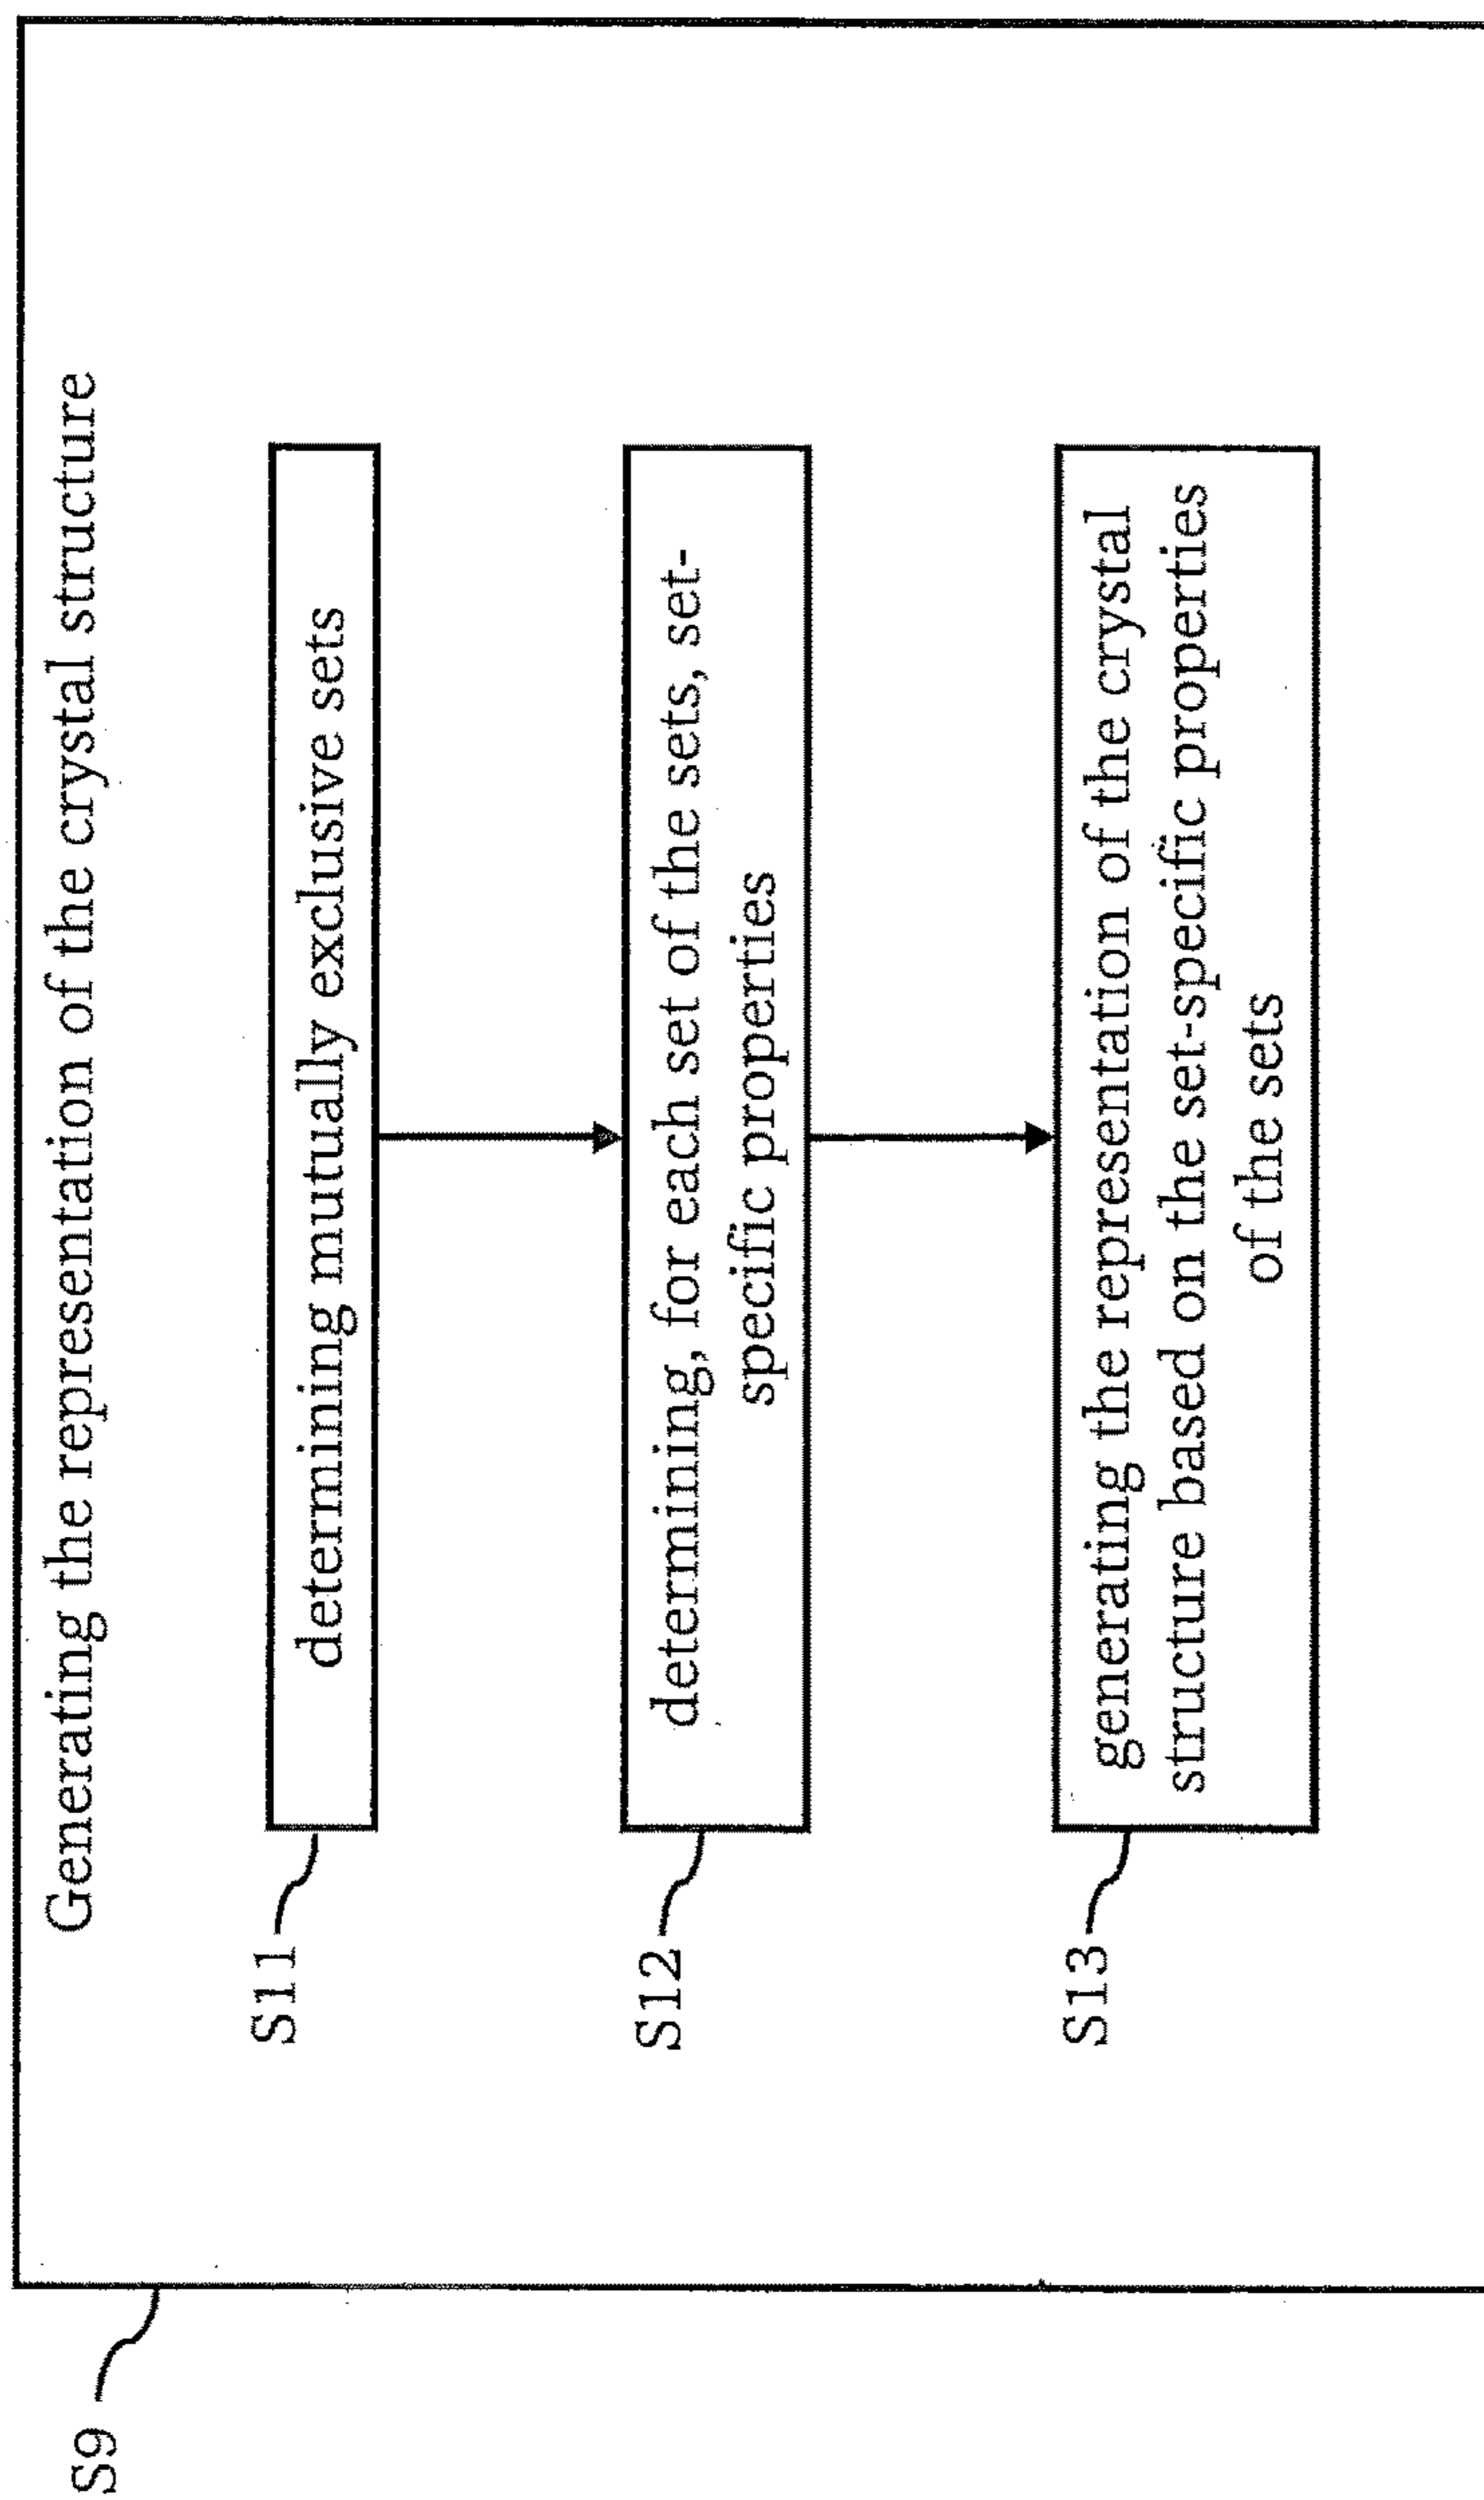 S9
Generating the representation of the crystal structure
S11
determining mutually exclusive sets
S12
determining, for each set of the sets, set-
specific properties
S13
generating the representation of the crystal
structure based on the set-specific properties
of the sets